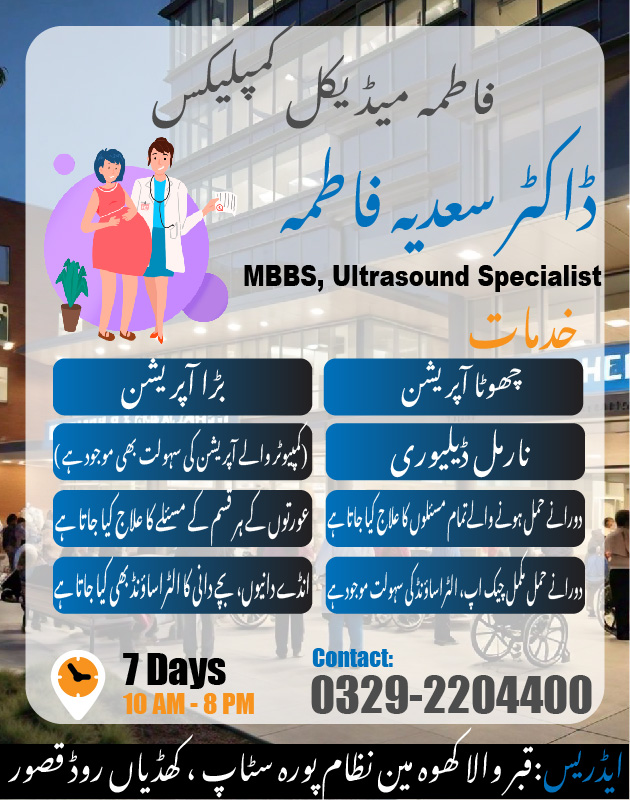 فاطمہ میڈیکل کمپلیکس
ڈاکٹر سعدیہ فاطمہ
MBBS, Ultrasound Specialist
خدمات
چھوٹا آپریشن
بڑا آپریشن
نارمل ڈیلیوری
(کمپیوٹر والے آپریشن کی سہولت بھی موجود ہے)
دورانے حمل ہونے والے تمام مسئلوں کا علاج کیا جاتا ہے
عورتوں کے ہر قسم کے مسئلے کا علاج کیا جاتا ہے
دورانے حمل مکمل چیک اپ، الٹراساؤنڈ کی سہولت موجود ہے
انڈے دانیوں، بچے دانی کا الٹراساؤنڈ بھی کیا جاتا ہے
7 Days
10 AM - 8 PM
Contact:
0329-2204400
ایڈریس: قبر والا کھوہ مین نظام پورہ سٹاپ ، کھڈیاں روڈ قصور